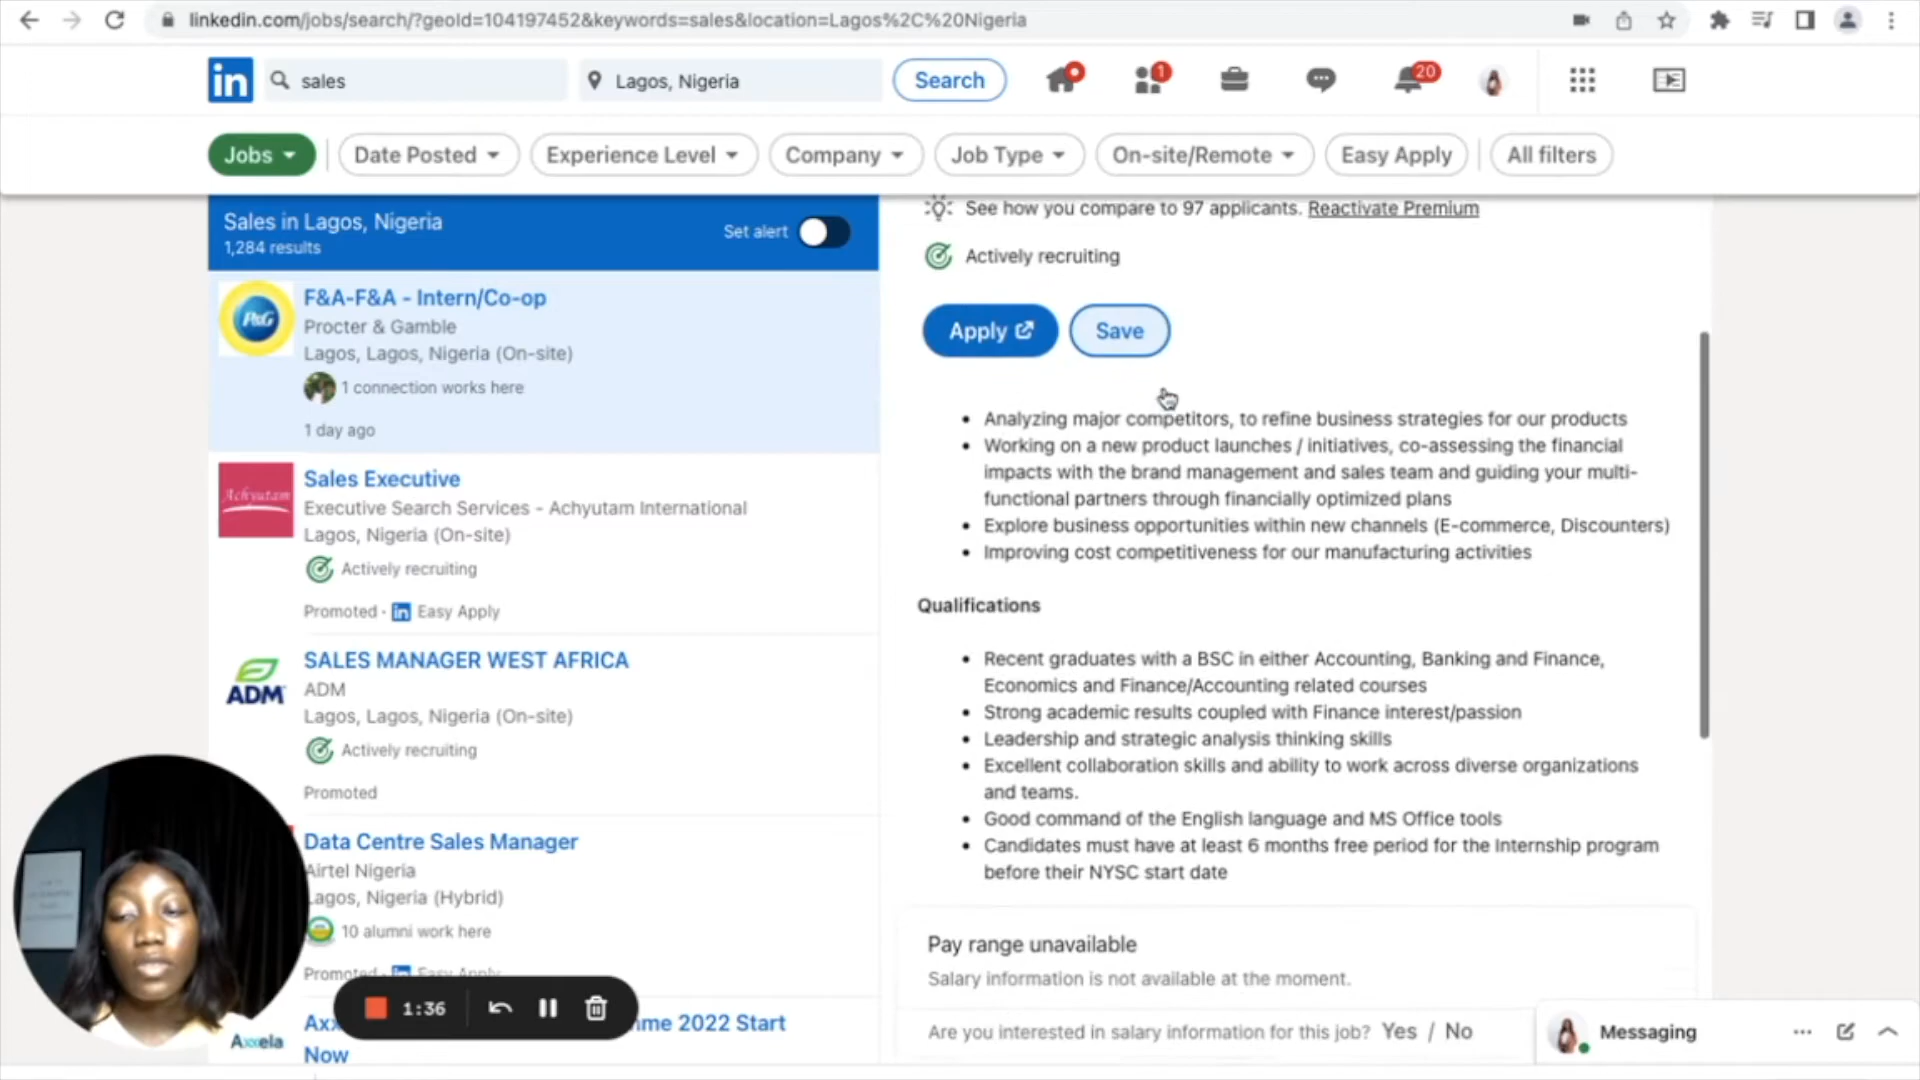 linkedin.com/jobs/search/?geoId=104197452&keywords=sales&location=Lagos%2C%20Nigeria
in
sales
Lagos, Nigeria
Search
1
20
Jobs
Date Posted
Experience Level
Company
Job Type
On-site/Remote
Easy Apply
All filters
Sales in Lagos, Nigeria
1,284 results
Set alert
P&G
F&A-F&A - Intern/Co-op
Procter & Gamble
Lagos, Lagos, Nigeria (On-site)
1 connection works here
1 day ago
Achyutam
Sales Executive
Executive Search Services - Achyutam International
Lagos, Nigeria (On-site)
Actively recruiting
Promoted · in Easy Apply
ADM
SALES MANAGER WEST AFRICA
ADM
Lagos, Lagos, Nigeria (On-site)
Actively recruiting
Promoted
Data Centre Sales Manager
Airtel Nigeria
Lagos, Nigeria (Hybrid)
10 alumni work here
Promoted · in Easy Apply
1:36
Axxela
Axx
me 2022 Start
Now
See how you compare to 97 applicants. Reactivate Premium
Actively recruiting
Apply
Save
• Analyzing major competitors, to refine business strategies for our products
• Working on a new product launches / initiatives, co-assessing the financial
impacts with the brand management and sales team and guiding your multi-
functional partners through financially optimized plans
• Explore business opportunities within new channels (E-commerce, Discounters)
• Improving cost competitiveness for our manufacturing activities
Qualifications
• Recent graduates with a BSC in either Accounting, Banking and Finance,
Economics and Finance/Accounting related courses
• Strong academic results coupled with Finance interest/passion
• Leadership and strategic analysis thinking skills
• Excellent collaboration skills and ability to work across diverse organizations
and teams.
• Good command of the English language and MS Office tools
• Candidates must have at least 6 months free period for the Internship program
before their NYSC start date
Pay range unavailable
Salary information is not available at the moment.
Are you interested in salary information for this job? Yes / No
Messaging